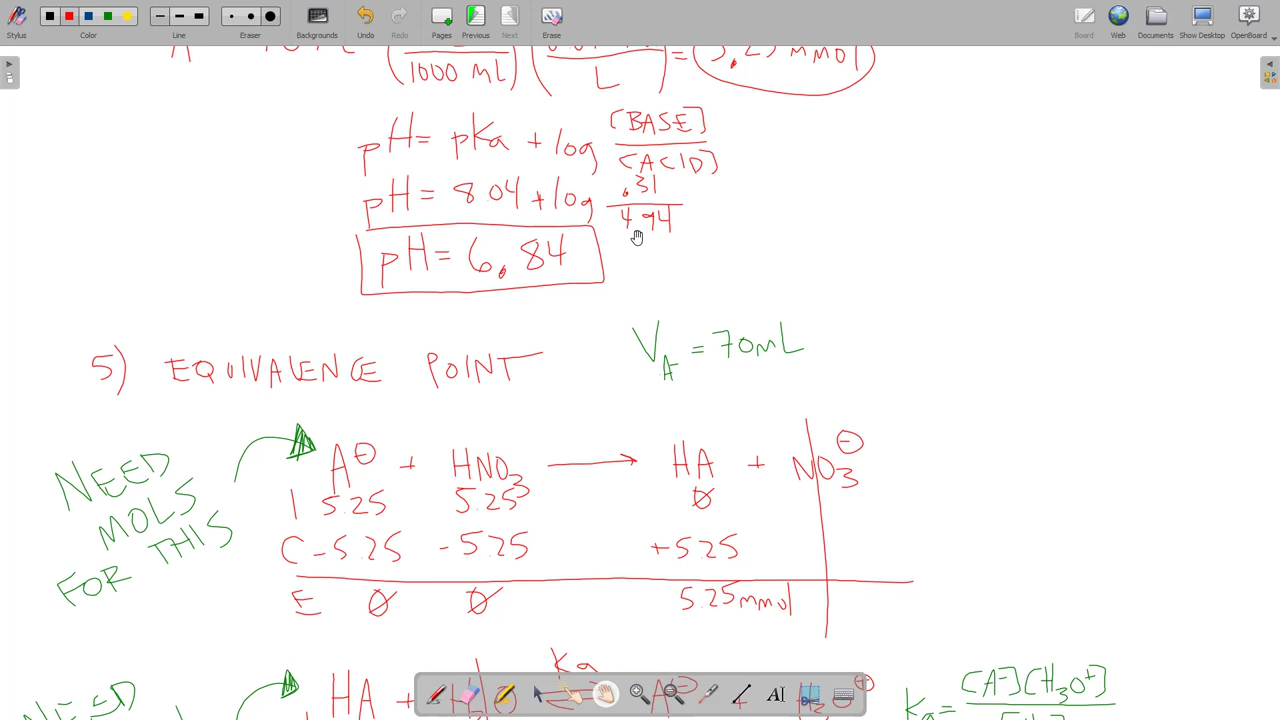 Stylus Color Line Eraser Backgrounds Undo Pages Previous Next Erase Board Web Documents Show Desktop OpenBoard
1000 mL L = 5.25 mmol
pH = pKa + log [BASE] / [ACID]
pH = 8.04 + log .31 / 4.94
pH = 6.84
5) EQUIVALENCE POINT V_A = 70mL
NEED MOLS FOR THIS
A⊖ + HNO3 → HA + NO3⊖
I 5.25 5.25 Ø
C -5.25 -5.25 +5.25
E Ø Ø 5.25mmol
Ka
HA +
Ka = [A-][H3O+]
NEED